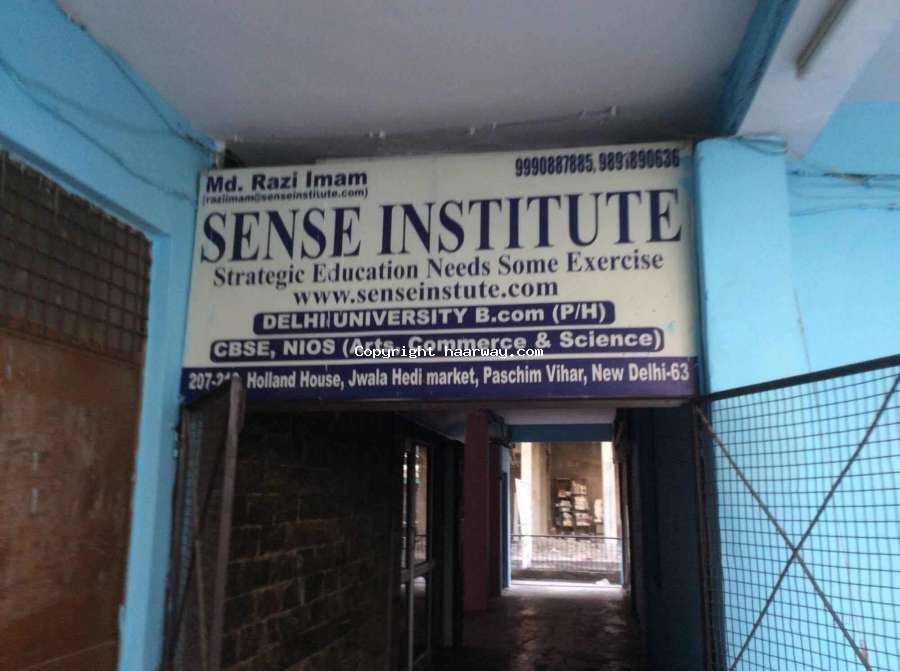 Md. Razi Imam
(raziimam@senseinstitute.com)
9990887885, 9891890636
SENSE INSTITUTE
Strategic Education Needs Some Exercise
www.senseinstute.com
DELHI UNIVERSITY B.com (P/H)
CBSE, NIOS (Arts, Commerce & Science)
Copyright haarway.com
Holland House, Jwala Hedi market, Paschim Vihar, New Delhi-63